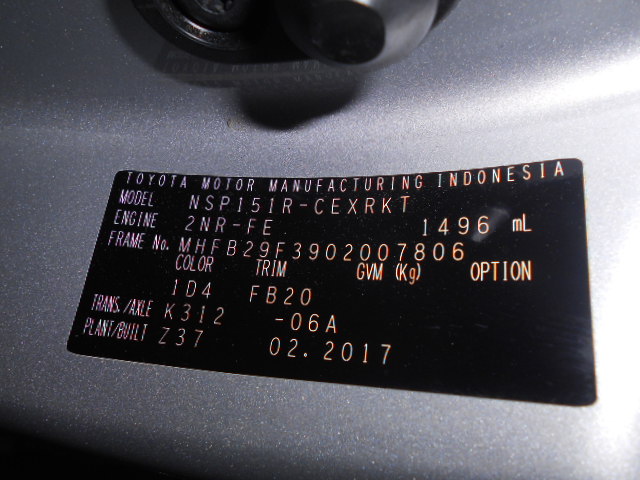 TOYOTA MOTOR MANUFACTURING INDONESIA
MODEL NSP151R-CEXRKT
ENGINE 2NR-FE 1496 mL
FRAME No. MHFB29F3902007806
COLOR TRIM GVM (Kg) OPTION
1D4 FB20
TRANS./AXLE K312 -06A
PLANT/BUILT Z37 02.2017